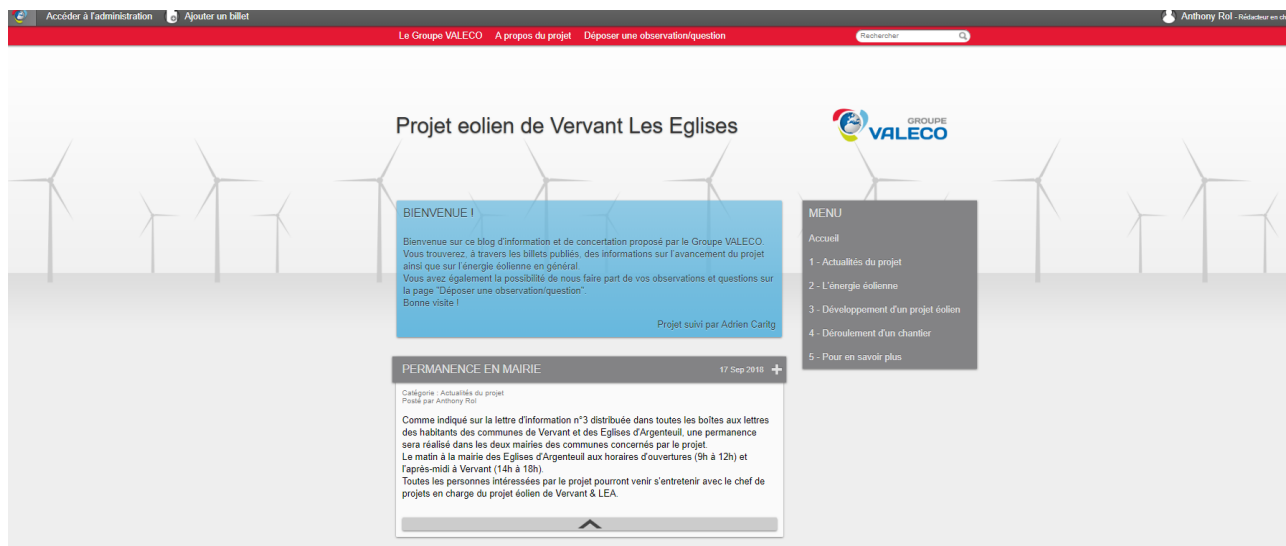 Accéder à l'administration Ajouter un billet Anthony Rol - Rédacteur en ch
Le Groupe VALECO A propos du projet Déposer une observation/question Rechercher
Projet eolien de Vervant Les Eglises
GROUPE
VALECO
BIENVENUE !
Bienvenue sur ce blog d'information et de concertation proposé par le Groupe VALECO.
Vous trouverez, à travers les billets publiés, des informations sur l'avancement du projet
ainsi que sur l'énergie éolienne en général.
Vous avez également la possibilité de nous faire part de vos observations et questions sur
la page "Déposer une observation/question".
Bonne visite !
Projet suivi par Adrien Caritg
MENU
Accueil
1 - Actualités du projet
2 - L'énergie éolienne
3 - Développement d'un projet éolien
4 - Déroulement d'un chantier
5 - Pour en savoir plus
PERMANENCE EN MAIRIE 17 Sep 2018
Catégorie : Actualités du projet
Posté par Anthony Rol
Comme indiqué sur la lettre d'information n°3 distribuée dans toutes les boîtes aux lettres
des habitants des communes de Vervant et des Eglises d'Argenteuil, une permanence
sera réalisé dans les deux mairies des communes concernés par le projet.
Le matin à la mairie des Eglises d'Argenteuil aux horaires d'ouvertures (9h à 12h) et
l'après-midi à Vervant (14h à 18h).
Toutes les personnes intéressées par le projet pourront venir s'entretenir avec le chef de
projets en charge du projet éolien de Vervant & LEA.